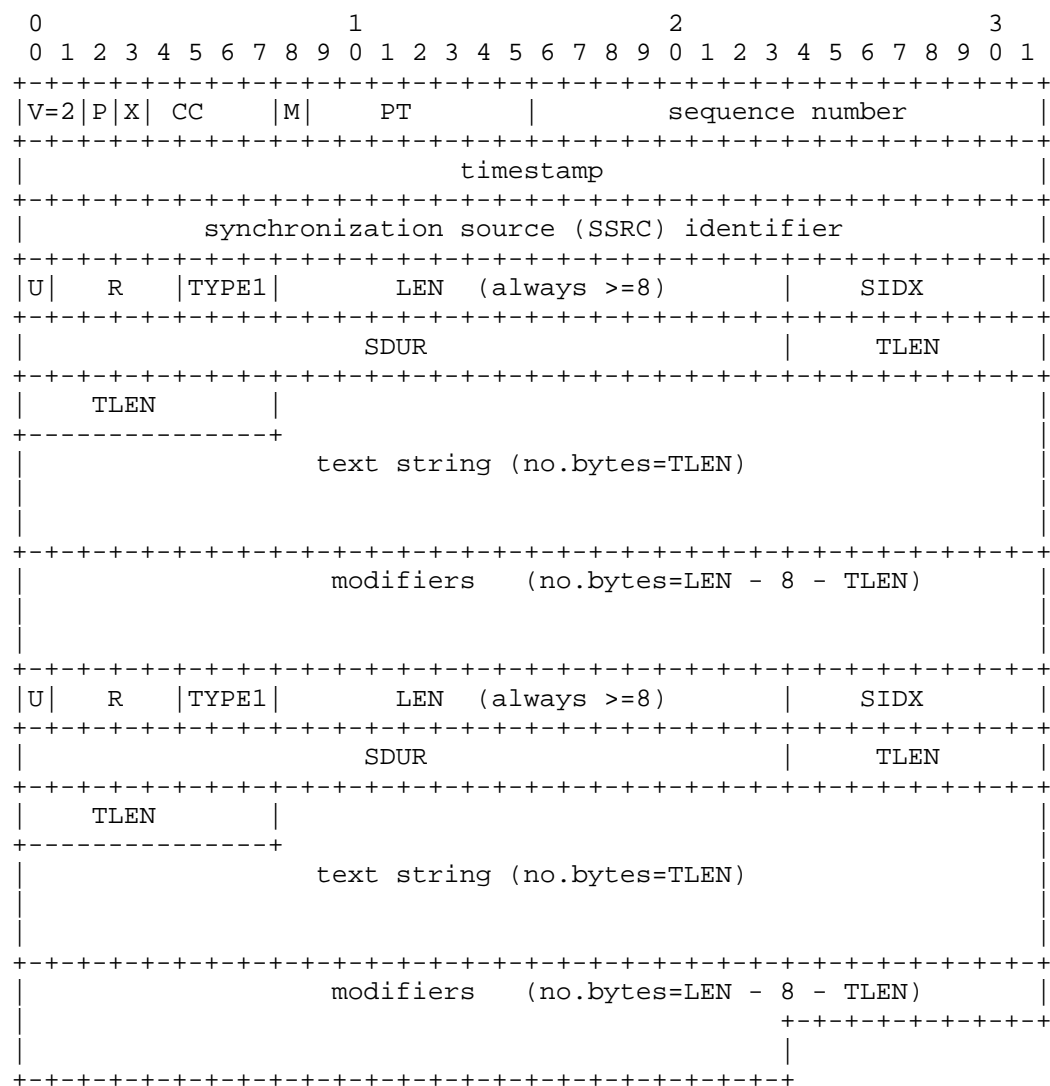 0                   1                   2                   3
 0 1 2 3 4 5 6 7 8 9 0 1 2 3 4 5 6 7 8 9 0 1 2 3 4 5 6 7 8 9 0 1
+-+-+-+-+-+-+-+-+-+-+-+-+-+-+-+-+-+-+-+-+-+-+-+-+-+-+-+-+-+-+-+-+
|V=2|P|X| CC    |M|    PT       |        sequence number        |
+-+-+-+-+-+-+-+-+-+-+-+-+-+-+-+-+-+-+-+-+-+-+-+-+-+-+-+-+-+-+-+-+
|                           timestamp                           |
+-+-+-+-+-+-+-+-+-+-+-+-+-+-+-+-+-+-+-+-+-+-+-+-+-+-+-+-+-+-+-+-+
|           synchronization source (SSRC) identifier            |
+-+-+-+-+-+-+-+-+-+-+-+-+-+-+-+-+-+-+-+-+-+-+-+-+-+-+-+-+-+-+-+-+
|U|   R   |TYPE1|       LEN  (always >=8)       |    SIDX       |
+-+-+-+-+-+-+-+-+-+-+-+-+-+-+-+-+-+-+-+-+-+-+-+-+-+-+-+-+-+-+-+-+
|                     SDUR                      |     TLEN      |
+-+-+-+-+-+-+-+-+-+-+-+-+-+-+-+-+-+-+-+-+-+-+-+-+-+-+-+-+-+-+-+-+
|    TLEN       |                                               |
+---------------+                                               |
|                  text string (no.bytes=TLEN)                  |
|                                                               |
|                                                               |
+-+-+-+-+-+-+-+-+-+-+-+-+-+-+-+-+-+-+-+-+-+-+-+-+-+-+-+-+-+-+-+-+
|                   modifiers   (no.bytes=LEN - 8 - TLEN)       |
|                                                               |
|                                                               |
+-+-+-+-+-+-+-+-+-+-+-+-+-+-+-+-+-+-+-+-+-+-+-+-+-+-+-+-+-+-+-+-+
|U|   R   |TYPE1|       LEN  (always >=8)       |    SIDX       |
+-+-+-+-+-+-+-+-+-+-+-+-+-+-+-+-+-+-+-+-+-+-+-+-+-+-+-+-+-+-+-+-+
|                     SDUR                      |     TLEN      |
+-+-+-+-+-+-+-+-+-+-+-+-+-+-+-+-+-+-+-+-+-+-+-+-+-+-+-+-+-+-+-+-+
|    TLEN       |                                               |
+---------------+                                               |
|                  text string (no.bytes=TLEN)                  |
|                                                               |
|                                                               |
+-+-+-+-+-+-+-+-+-+-+-+-+-+-+-+-+-+-+-+-+-+-+-+-+-+-+-+-+-+-+-+-+
|                   modifiers   (no.bytes=LEN - 8 - TLEN)       |
|                                               +-+-+-+-+-+-+-+-+
|                                               |
+-+-+-+-+-+-+-+-+-+-+-+-+-+-+-+-+-+-+-+-+-+-+-+-+